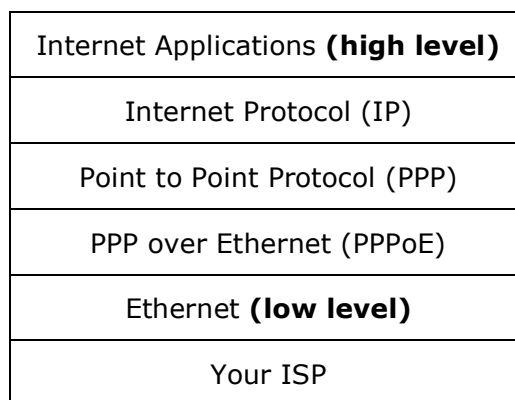 Internet Applications (high level)
Internet Protocol (IP)
Point to Point Protocol (PPP)
PPP over Ethernet (PPPoE)
Ethernet (low level)
Your ISP